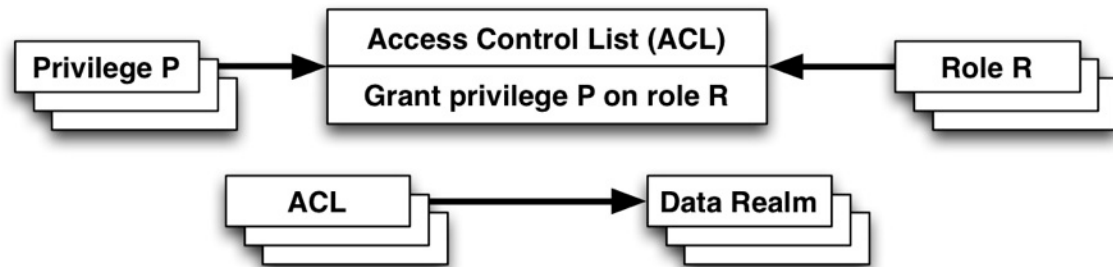 Privilege P
Access Control List (ACL)
Role R
Grant privilege P on role R
ACL
Data Realm